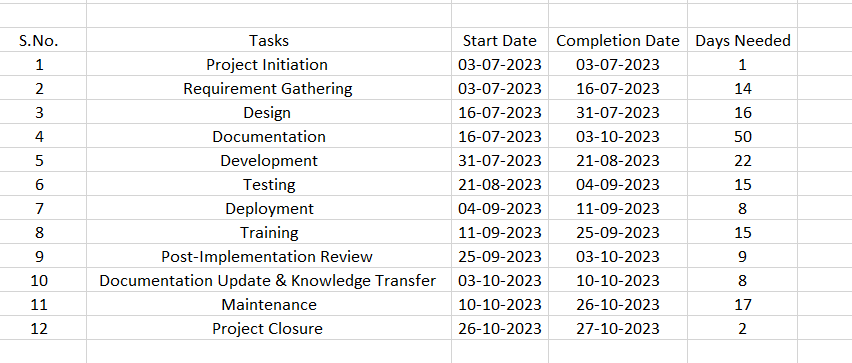 S.No. Tasks Start Date Completion Date Days Needed
1 Project Initiation 03-07-2023 03-07-2023 1
2 Requirement Gathering 03-07-2023 16-07-2023 14
3 Design 16-07-2023 31-07-2023 16
4 Documentation 16-07-2023 03-10-2023 50
5 Development 31-07-2023 21-08-2023 22
6 Testing 21-08-2023 04-09-2023 15
7 Deployment 04-09-2023 11-09-2023 8
8 Training 11-09-2023 25-09-2023 15
9 Post-Implementation Review 25-09-2023 03-10-2023 9
10 Documentation Update & Knowledge Transfer 03-10-2023 10-10-2023 8
11 Maintenance 10-10-2023 26-10-2023 17
12 Project Closure 26-10-2023 27-10-2023 2